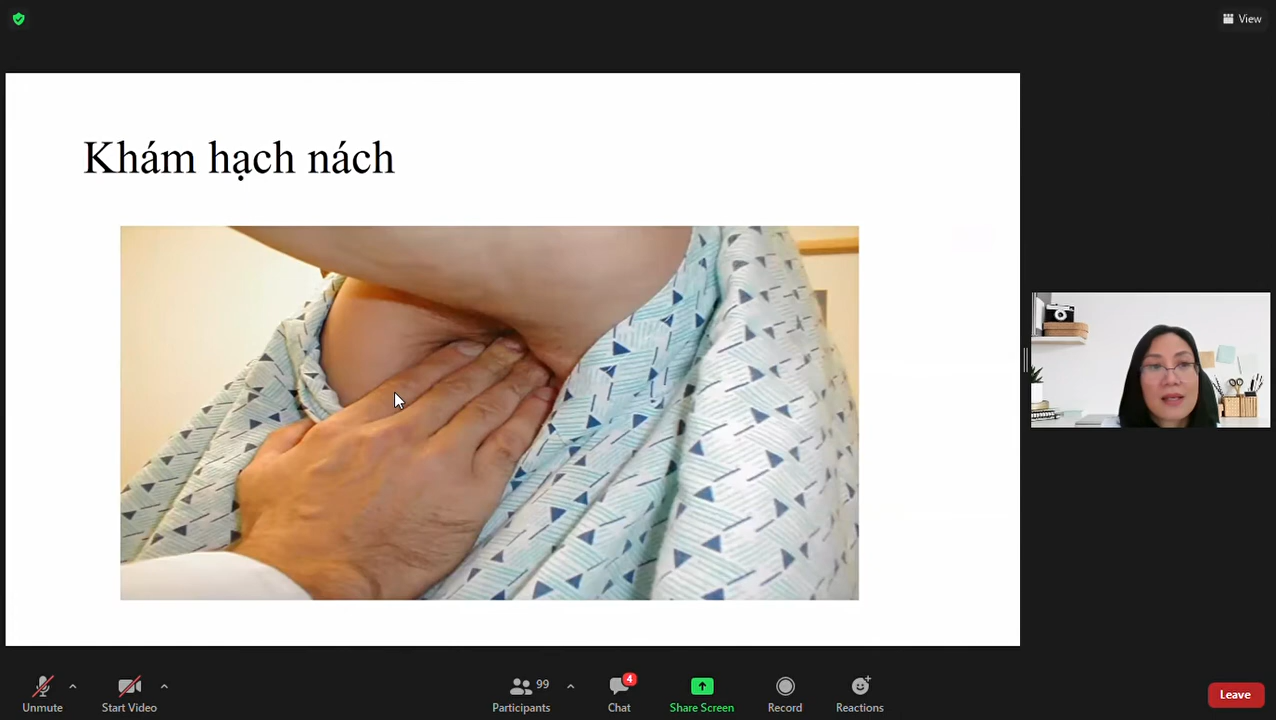 View
Khám hạch nách
Unmute
Start Video
99
Participants
4
Chat
Share Screen
Record
Reactions
Leave